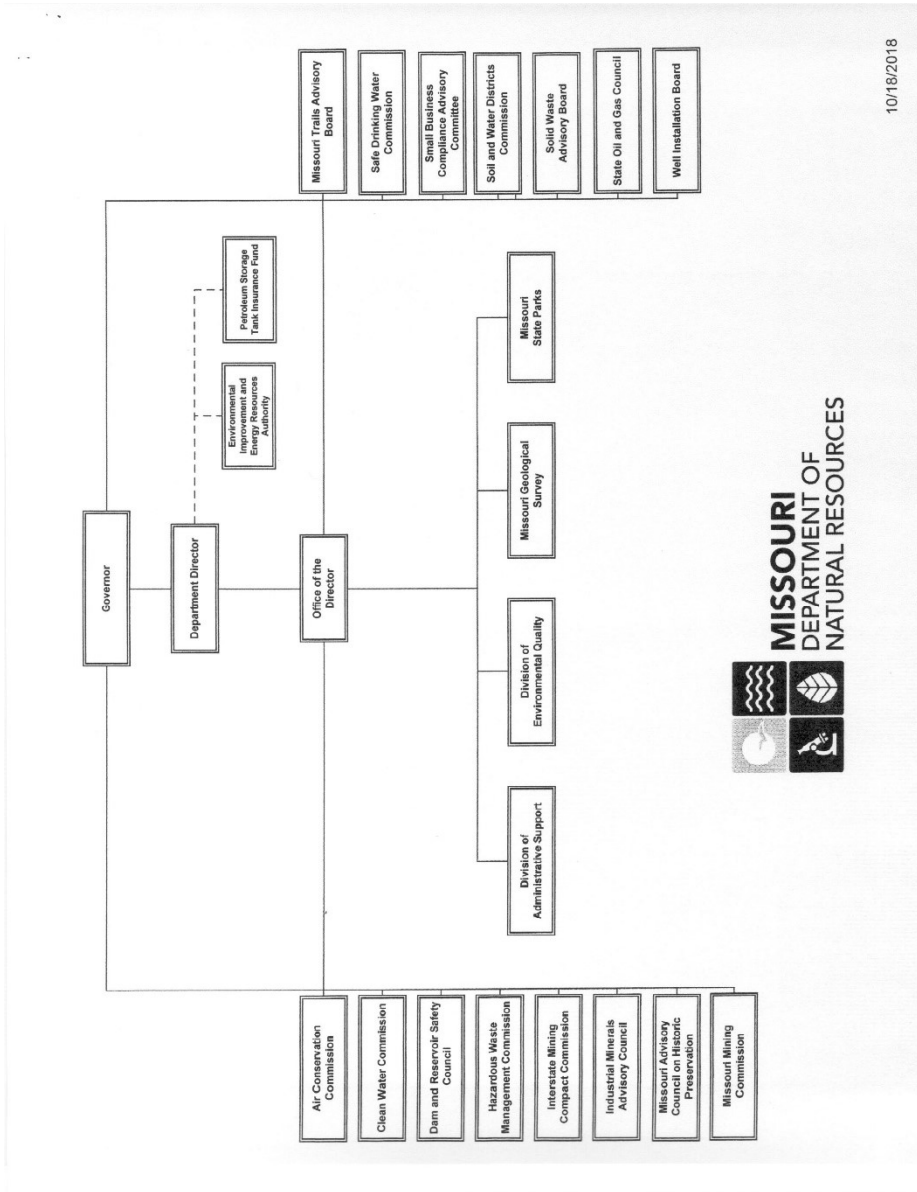 Governor
Department Director
Environmental
Improvement and
Energy Resources
Authority
Petroleum Storage
Tank Insurance Fund
Office of the
Director
Air Conservation
Commission
Clean Water Commission
Dam and Reservoir Safety
Council
Hazardous Waste
Management Commission
Interstate Mining
Compact Commission
Industrial Minerals
Advisory Council
Missouri Advisory
Council on Historic
Preservation
Missouri Mining
Commission
Missouri Trails Advisory
Board
Safe Drinking Water
Commission
Small Business
Compliance Advisory
Committee
Soil and Water Districts
Commission
Solid Waste
Advisory Board
State Oil and Gas Council
Well Installation Board
Division of
Administrative Support
Division of
Environmental Quality
Missouri Geological
Survey
Missouri
State Parks
MISSOURI
DEPARTMENT OF
NATURAL RESOURCES
10/18/2018